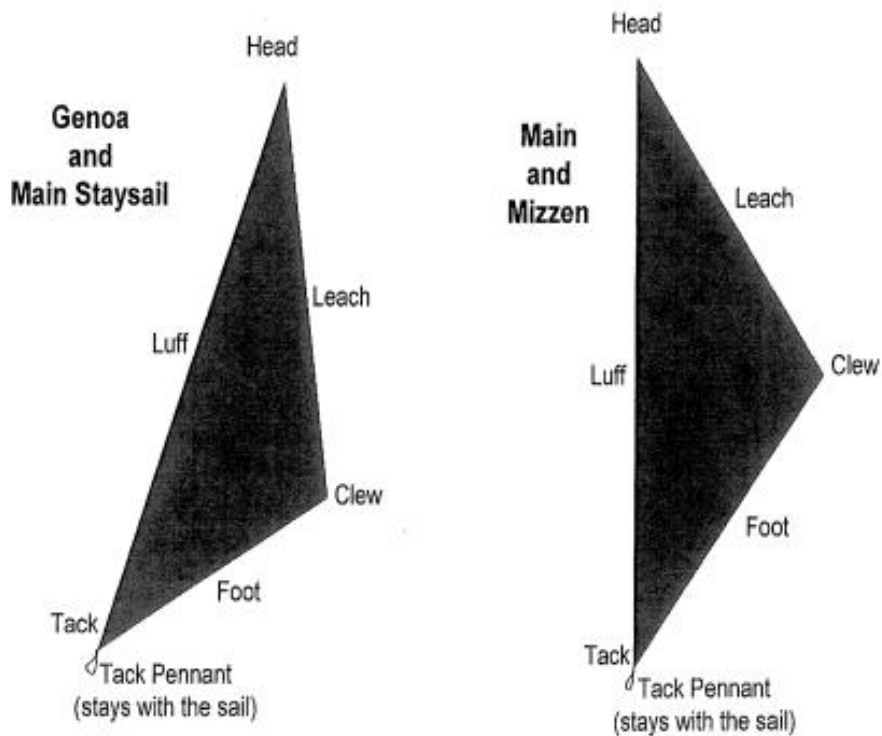 Head
Genoa
and
Main Staysail
Leach
Luff
Clew
Foot
Tack
Tack Pennant
(stays with the sail)
Head
Main
and
Mizzen
Leach
Luff
Clew
Foot
Tack
Tack Pennant
(stays with the sail)